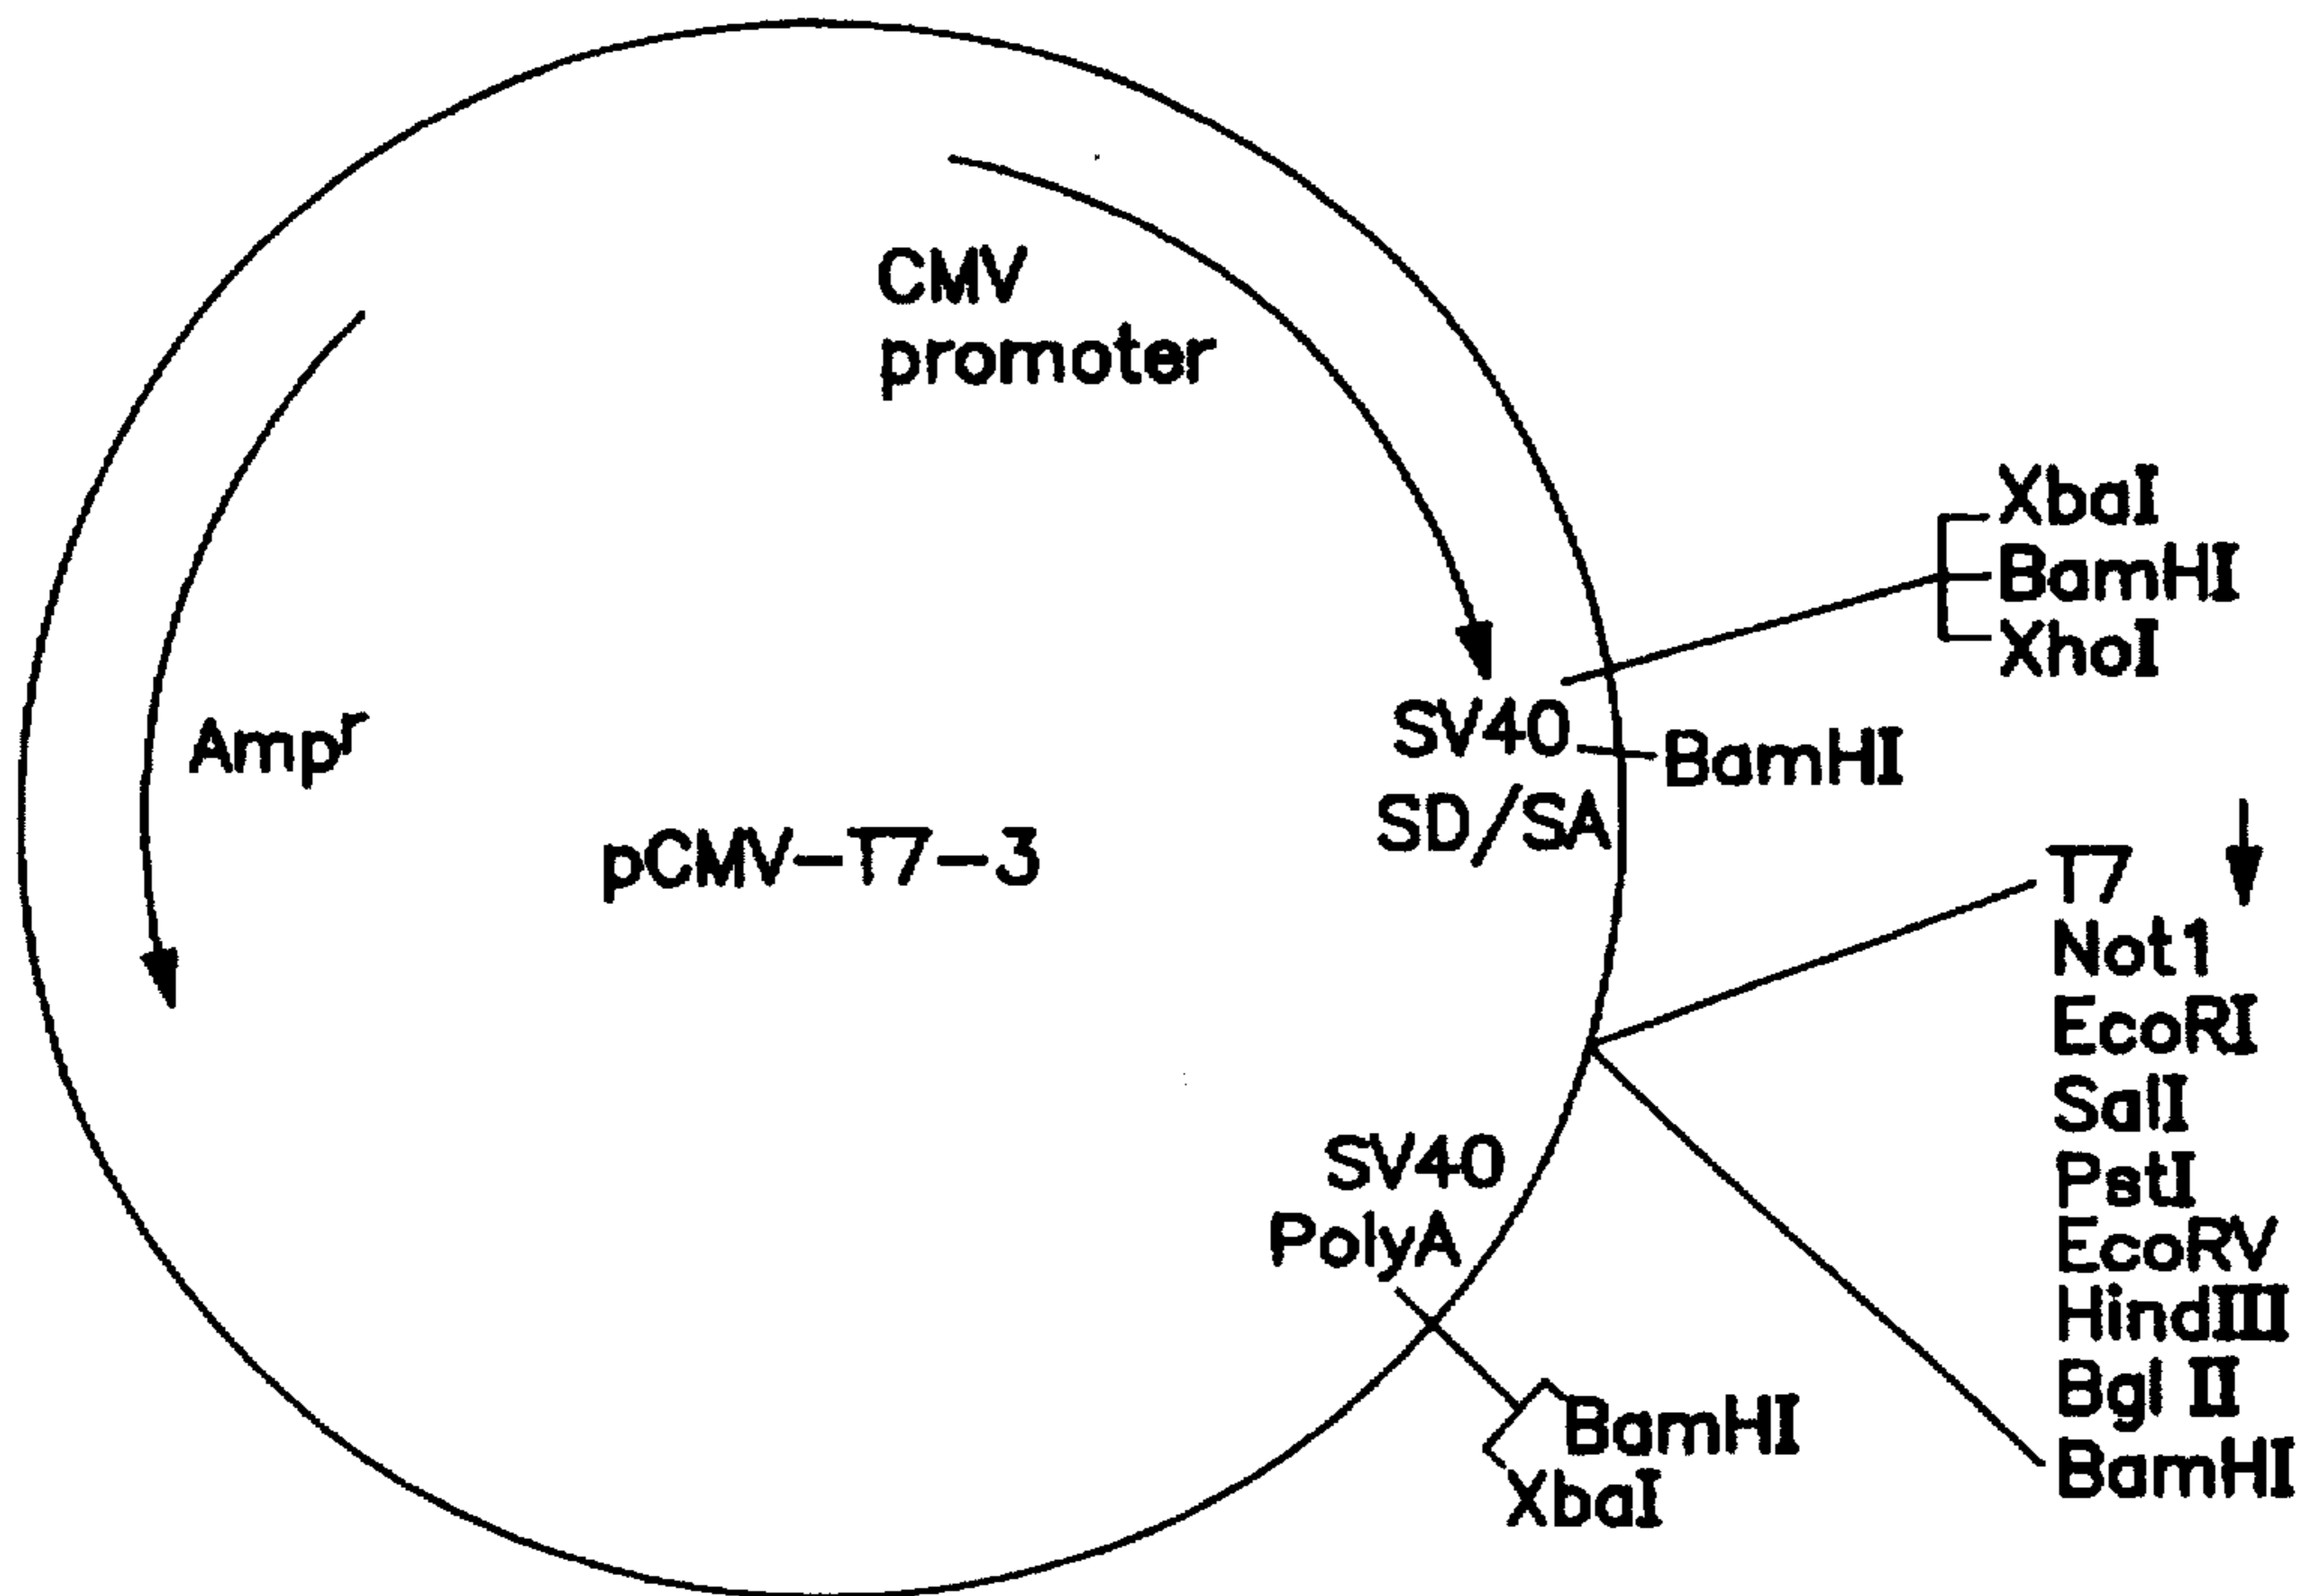 CMV
promoter
XbaI
BamHI
XhoI
Ampʳ
SV40
SD/SA
BamHI
pCMV-T7-3
T7
Not1
EcoRI
SalI
PstI
EcoRV
HindIII
Bgl II
BamHI
SV40
PolyA
BamHI
XbaI